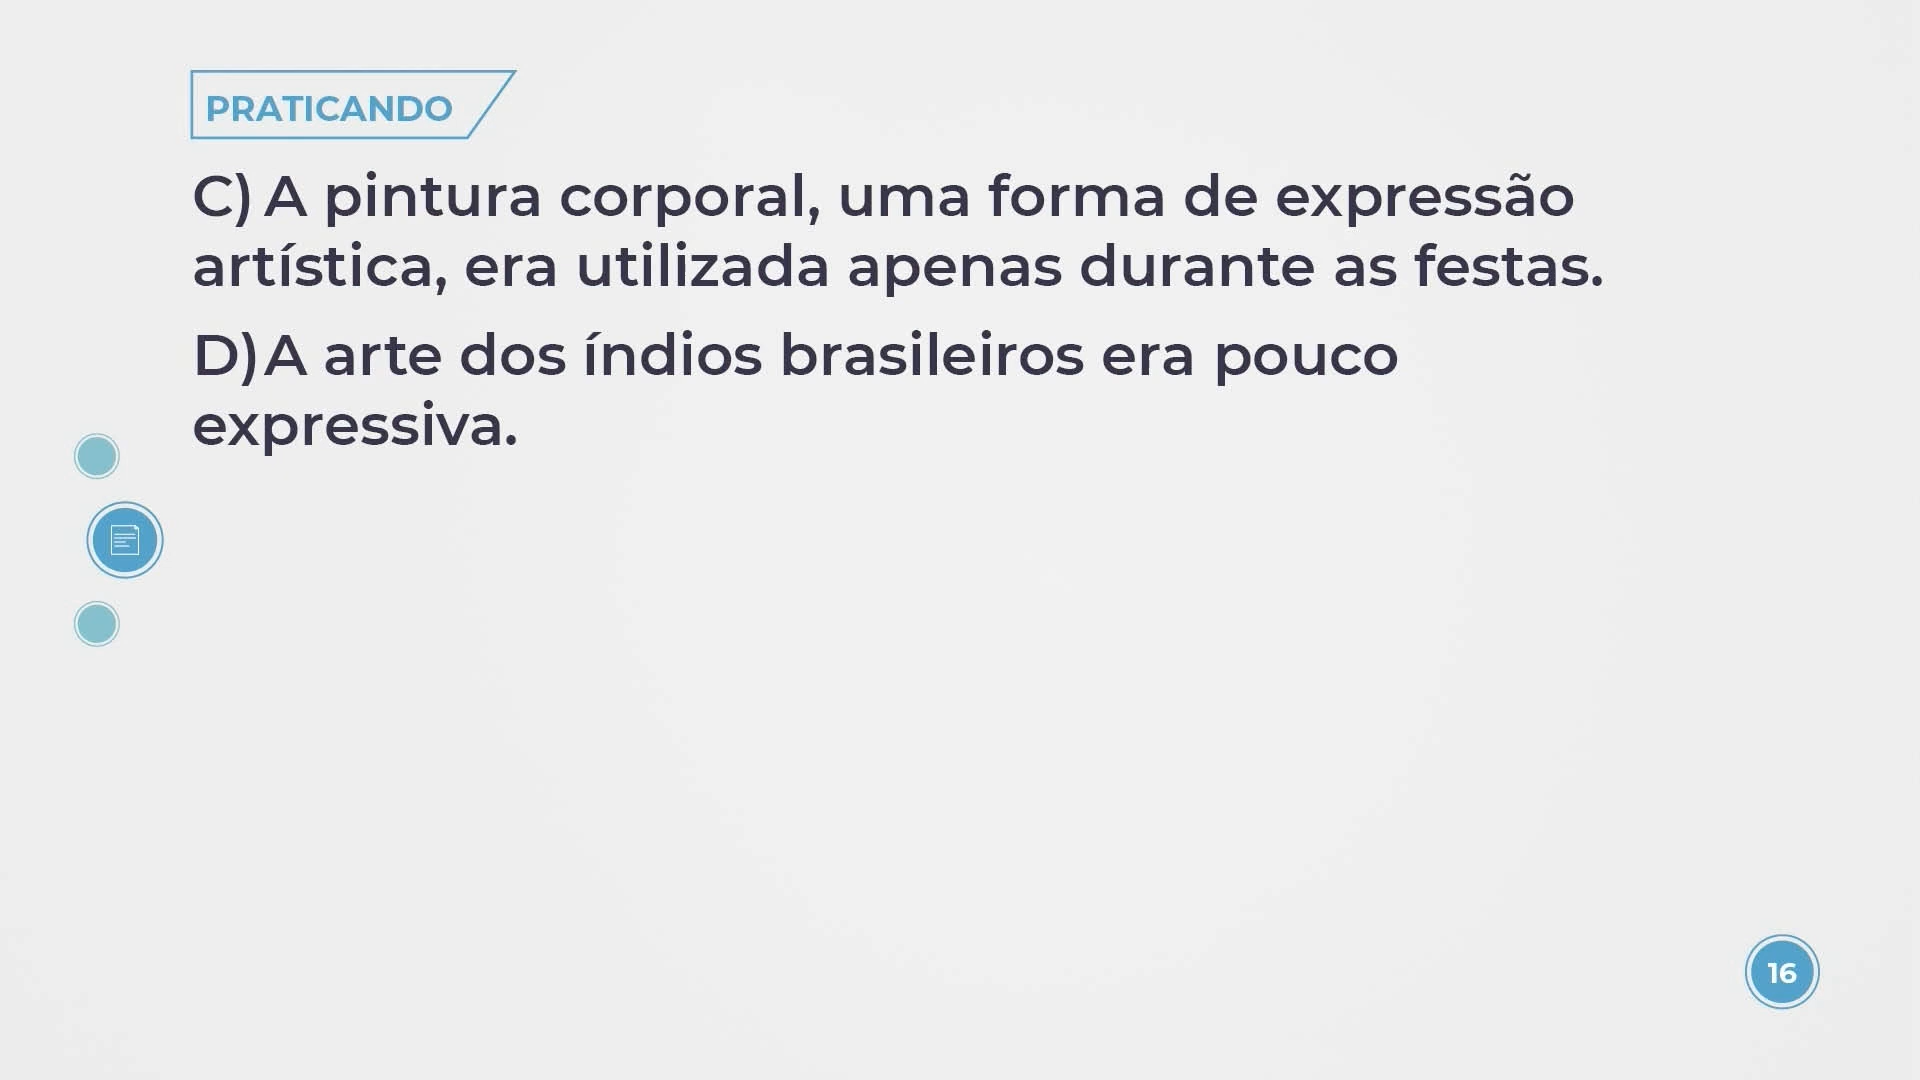 PRATICANDO
C) A pintura corporal, uma forma de expressão
artística, era utilizada apenas durante as festas.
D) A arte dos índios brasileiros era pouco
expressiva.
16